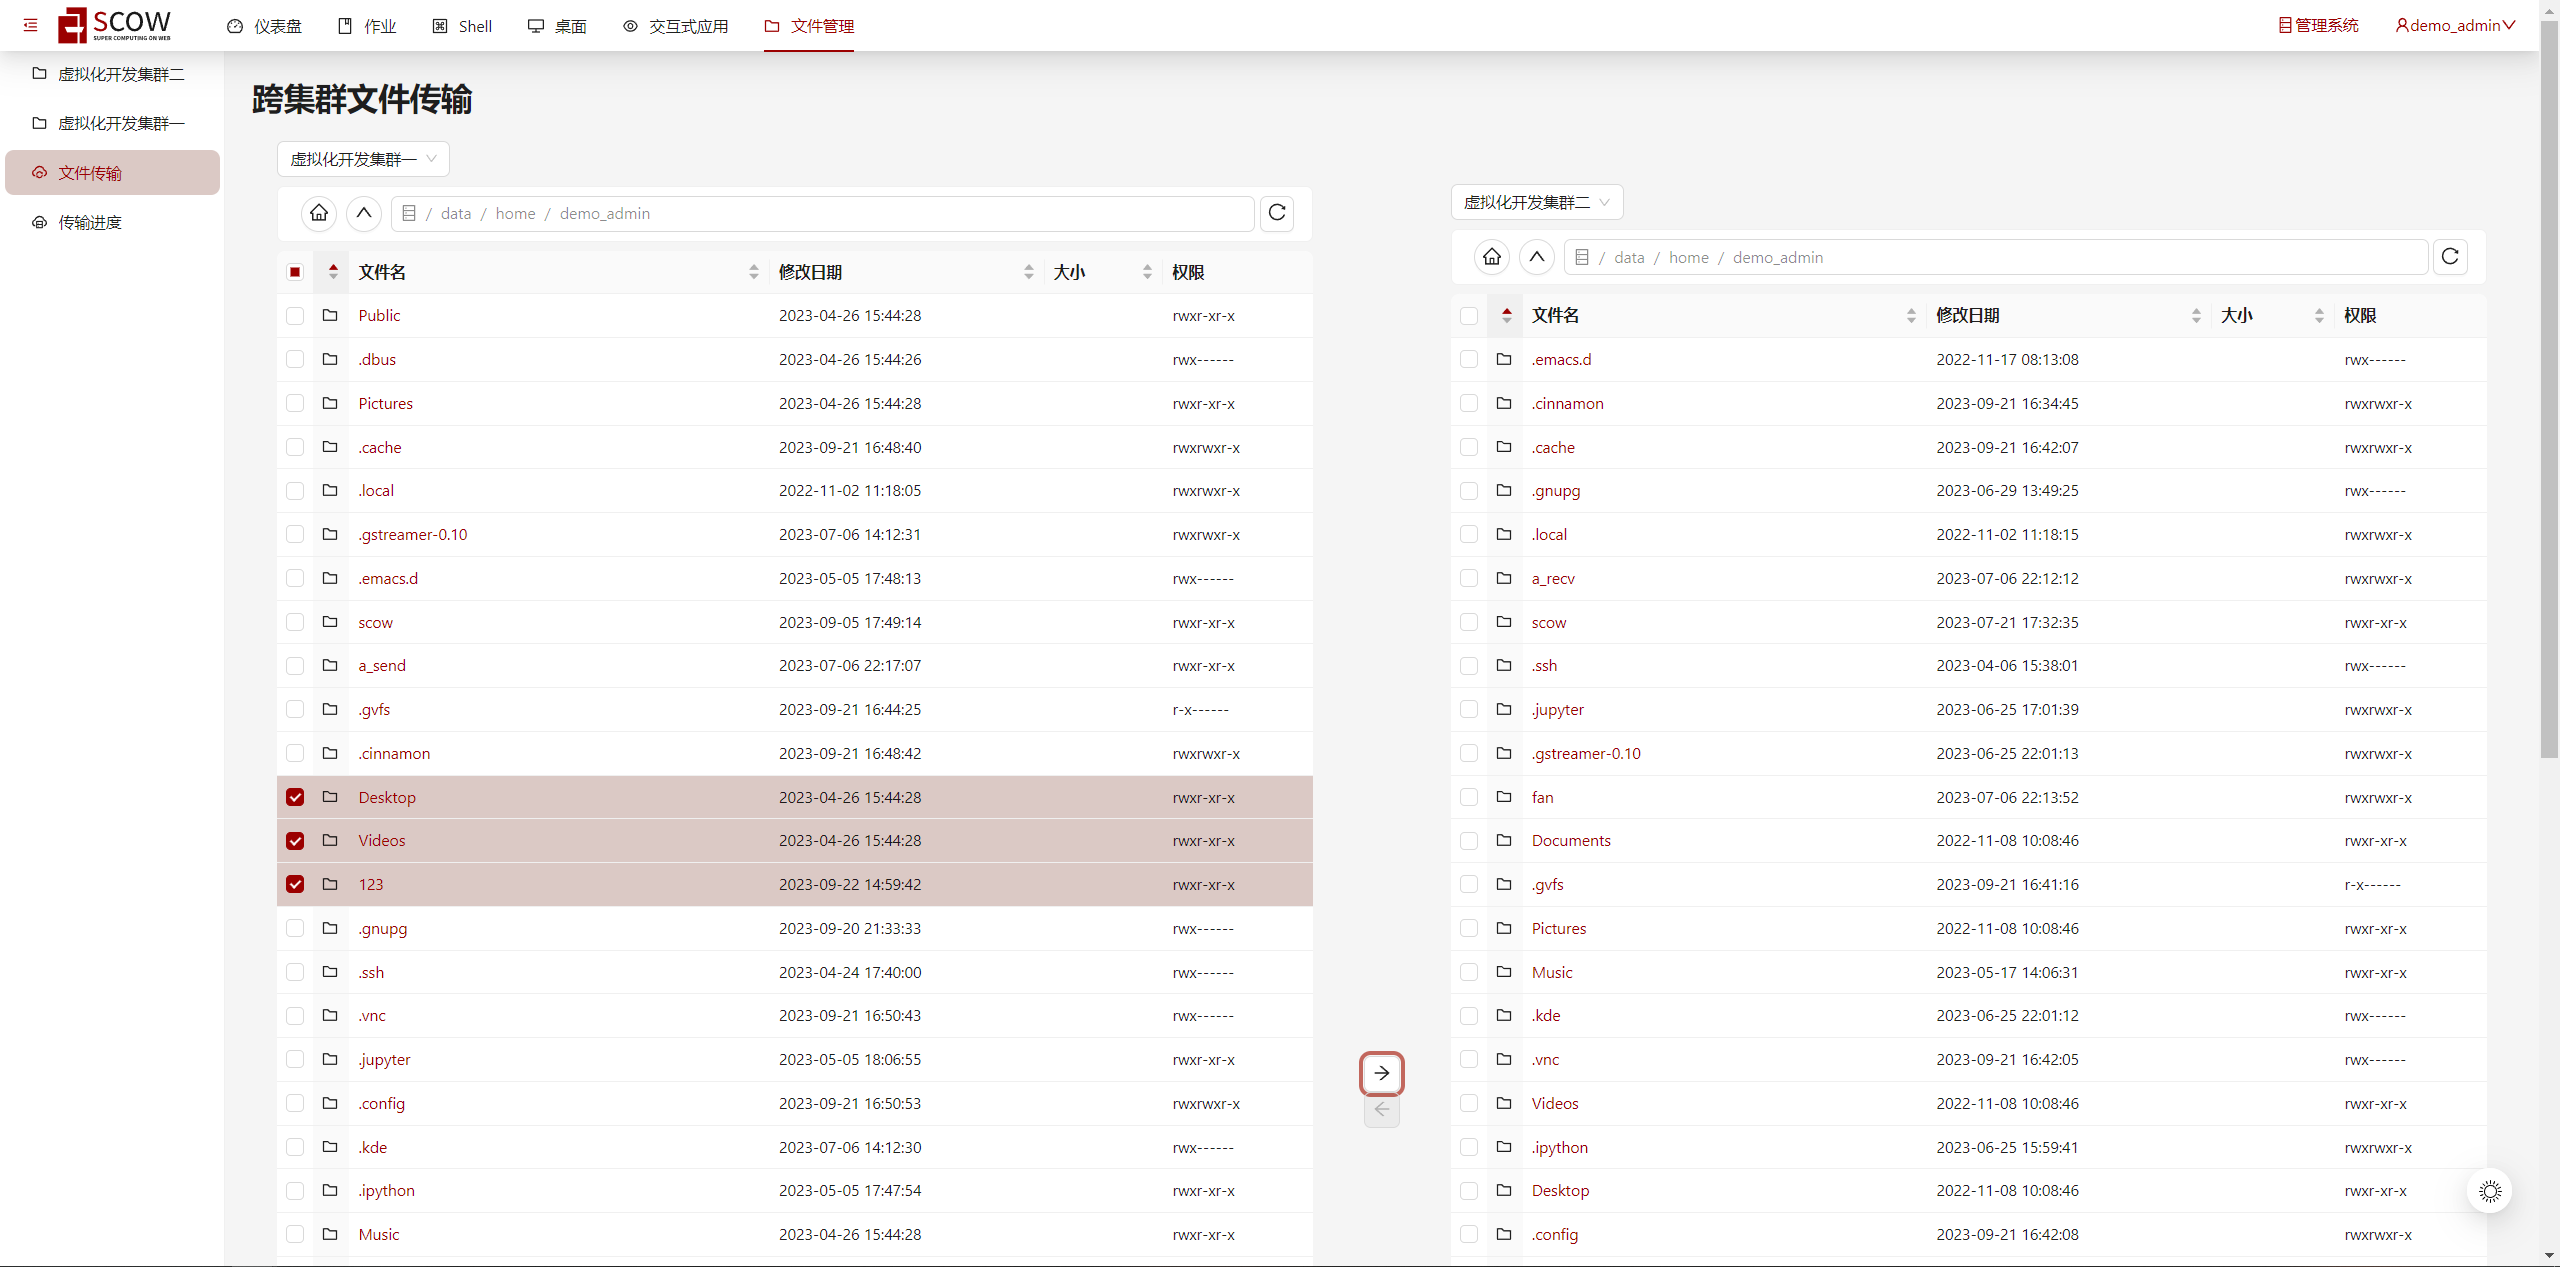 SCOW
SUPER COMPUTING ON WEB
仪表盘 作业 Shell 桌面 交互式应用 文件管理 管理系统 demo_admin
虚拟化开发集群二
虚拟化开发集群一
文件传输
传输进度
跨集群文件传输
虚拟化开发集群一
/ data / home / demo_admin
文件名 修改日期 大小 权限
Public 2023-04-26 15:44:28 rwxr-xr-x
.dbus 2023-04-26 15:44:26 rwx------
Pictures 2023-04-26 15:44:28 rwxr-xr-x
.cache 2023-09-21 16:48:40 rwxrwxr-x
.local 2022-11-02 11:18:05 rwxrwxr-x
.gstreamer-0.10 2023-07-06 14:12:31 rwxrwxr-x
.emacs.d 2023-05-05 17:48:13 rwx------
scow 2023-09-05 17:49:14 rwxr-xr-x
a_send 2023-07-06 22:17:07 rwxr-xr-x
.gvfs 2023-09-21 16:44:25 r-x------
.cinnamon 2023-09-21 16:48:42 rwxrwxr-x
Desktop 2023-04-26 15:44:28 rwxr-xr-x
Videos 2023-04-26 15:44:28 rwxr-xr-x
123 2023-09-22 14:59:42 rwxr-xr-x
.gnupg 2023-09-20 21:33:33 rwx------
.ssh 2023-04-24 17:40:00 rwx------
.vnc 2023-09-21 16:50:43 rwx------
.jupyter 2023-05-05 18:06:55 rwxr-xr-x
.config 2023-09-21 16:50:53 rwxrwxr-x
.kde 2023-07-06 14:12:30 rwx------
.ipython 2023-05-05 17:47:54 rwxr-xr-x
Music 2023-04-26 15:44:28 rwxr-xr-x
虚拟化开发集群二
/ data / home / demo_admin
文件名 修改日期 大小 权限
.emacs.d 2022-11-17 08:13:08 rwx------
.cinnamon 2023-09-21 16:34:45 rwxrwxr-x
.cache 2023-09-21 16:42:07 rwxrwxr-x
.gnupg 2023-06-29 13:49:25 rwx------
.local 2022-11-02 11:18:15 rwxrwxr-x
a_recv 2023-07-06 22:12:12 rwxrwxr-x
scow 2023-07-21 17:32:35 rwxr-xr-x
.ssh 2023-04-06 15:38:01 rwx------
.jupyter 2023-06-25 17:01:39 rwxrwxr-x
.gstreamer-0.10 2023-06-25 22:01:13 rwxrwxr-x
fan 2023-07-06 22:13:52 rwxrwxr-x
Documents 2022-11-08 10:08:46 rwxr-xr-x
.gvfs 2023-09-21 16:41:16 r-x------
Pictures 2022-11-08 10:08:46 rwxr-xr-x
Music 2023-05-17 14:06:31 rwxr-xr-x
.kde 2023-06-25 22:01:12 rwx------
.vnc 2023-09-21 16:42:05 rwx------
Videos 2022-11-08 10:08:46 rwxr-xr-x
.ipython 2023-06-25 15:59:41 rwxrwxr-x
Desktop 2022-11-08 10:08:46 rwxr-xr-x
.config 2023-09-21 16:42:08 rwxrwxr-x